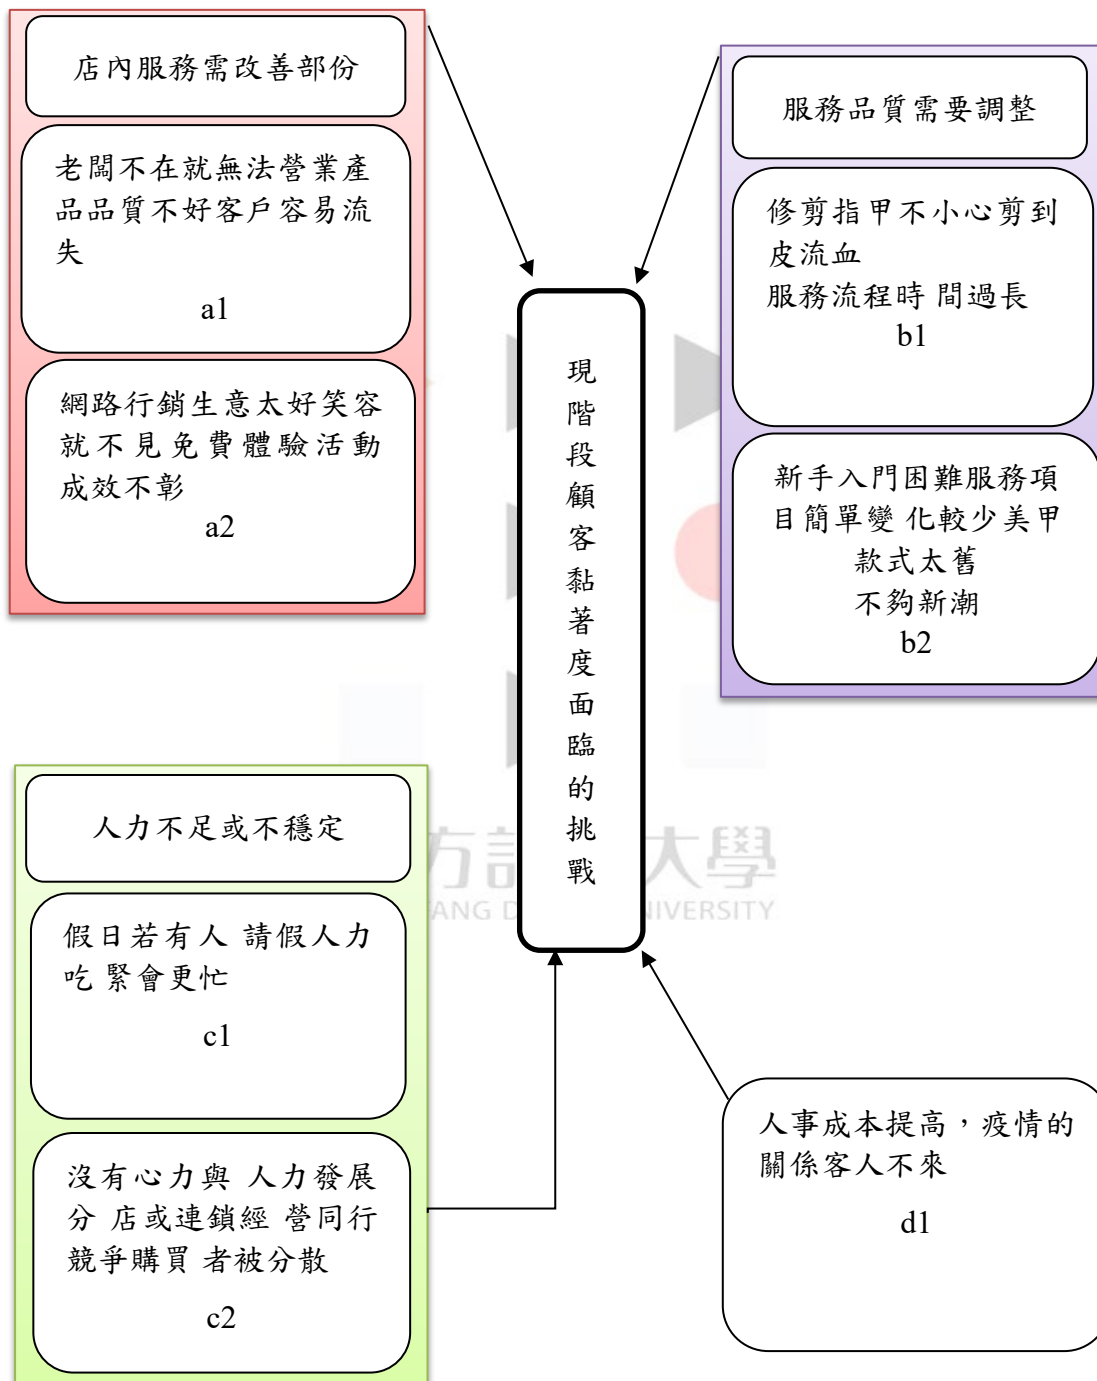 店內服務需改善部份
老闆不在就無法營業產
品品質不好客戶容易流
失
a1
網路行銷生意太好笑容
就不見免費體驗活動
成效不彰
a2
服務品質需要調整
修剪指甲不小心剪到
皮流血
服務流程時 間過長
b1
新手入門困難服務項
目簡單變 化較少美甲
款式太舊
不夠新潮
b2
現
階
段
顧
客
黏
著
度
面
臨
的
挑
戰
人力不足或不穩定
假日若有人 請假人力
吃 緊會更忙
c1
沒有心力與 人力發展
分 店或連鎖經 營同行
競爭購買 者被分散
c2
人事成本提高，疫情的
關係客人不來
d1
大學